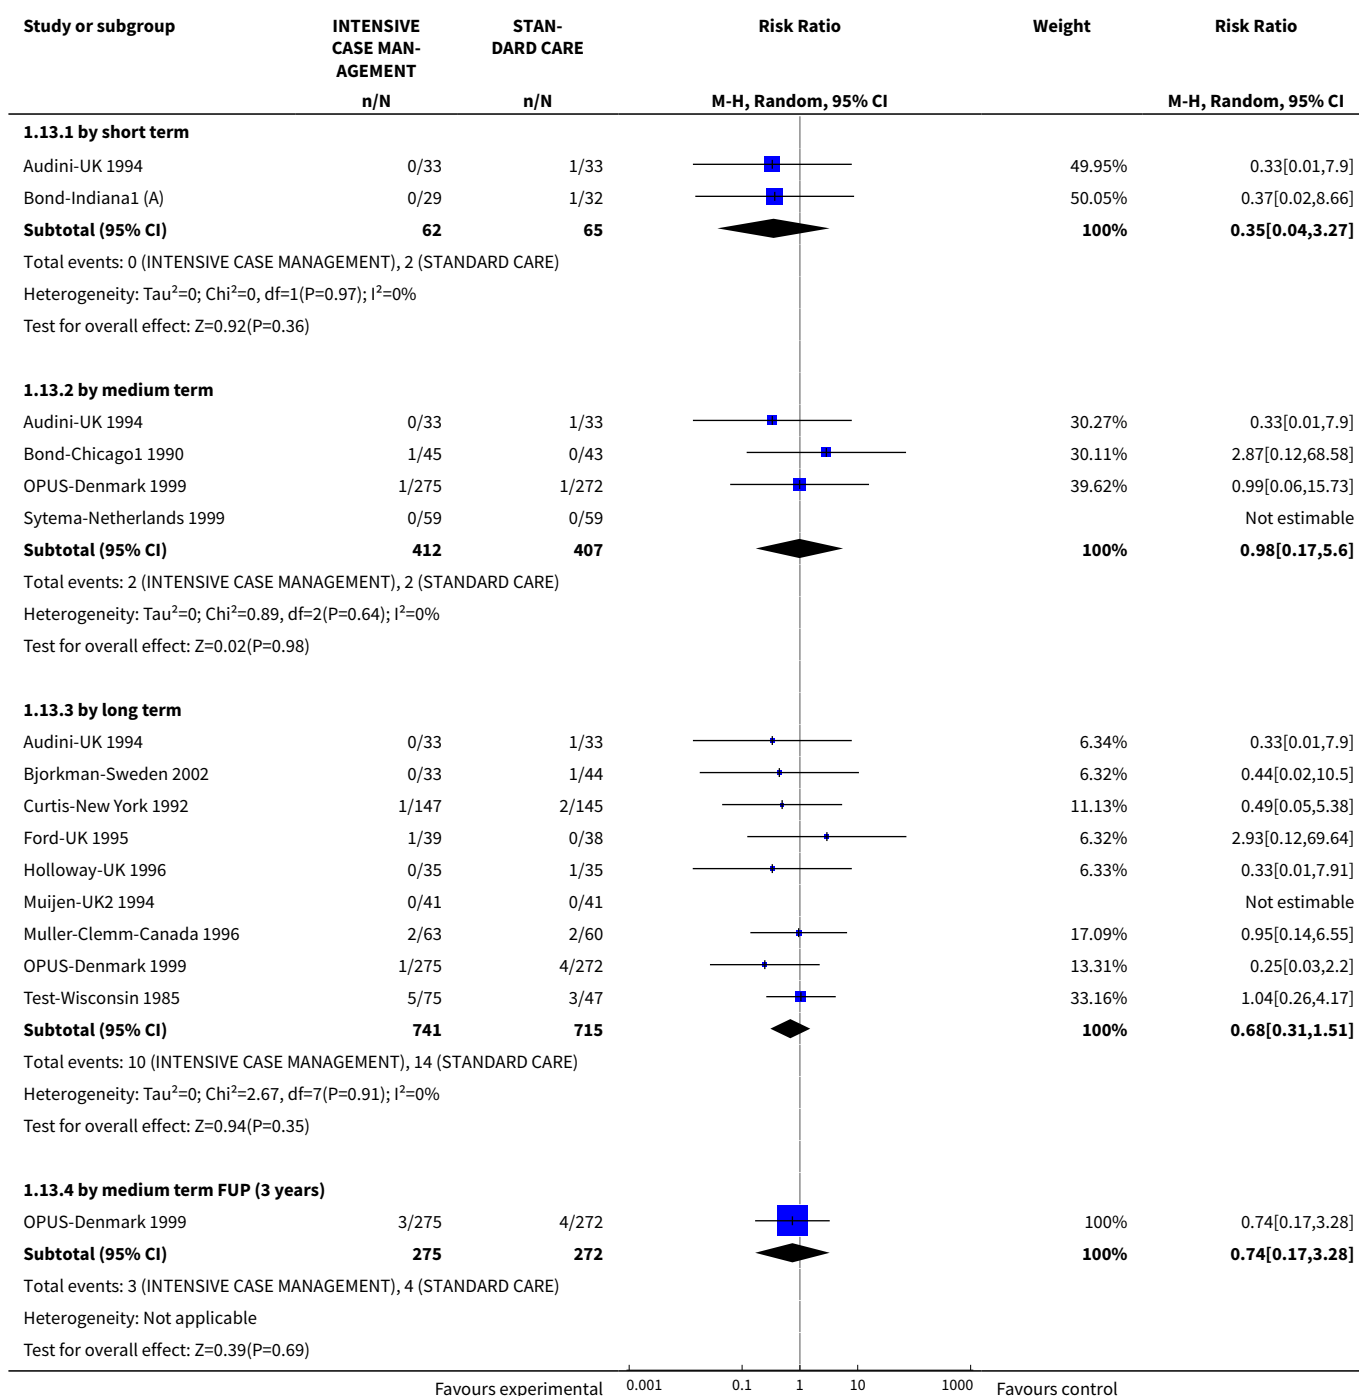 Study or subgroup INTENSIVE CASE MAN- AGEMENT STAN- DARD CARE Risk Ratio Weight Risk Ratio
n/N n/N M-H, Random, 95% CI M-H, Random, 95% CI
1.13.1 by short term
Audini-UK 1994 0/33 1/33 49.95% 0.33[0.01,7.9]
Bond-Indiana1 (A) 0/29 1/32 50.05% 0.37[0.02,8.66]
Subtotal (95% CI) 62 65 100% 0.35[0.04,3.27]
Total events: 0 (INTENSIVE CASE MANAGEMENT), 2 (STANDARD CARE)
Heterogeneity: Tau²=0; Chi²=0, df=1(P=0.97); I²=0%
Test for overall effect: Z=0.92(P=0.36)
1.13.2 by medium term
Audini-UK 1994 0/33 1/33 30.27% 0.33[0.01,7.9]
Bond-Chicago1 1990 1/45 0/43 30.11% 2.87[0.12,68.58]
OPUS-Denmark 1999 1/275 1/272 39.62% 0.99[0.06,15.73]
Sytema-Netherlands 1999 0/59 0/59 Not estimable
Subtotal (95% CI) 412 407 100% 0.98[0.17,5.6]
Total events: 2 (INTENSIVE CASE MANAGEMENT), 2 (STANDARD CARE)
Heterogeneity: Tau²=0; Chi²=0.89, df=2(P=0.64); I²=0%
Test for overall effect: Z=0.02(P=0.98)
1.13.3 by long term
Audini-UK 1994 0/33 1/33 6.34% 0.33[0.01,7.9]
Bjorkman-Sweden 2002 0/33 1/44 6.32% 0.44[0.02,10.5]
Curtis-New York 1992 1/147 2/145 11.13% 0.49[0.05,5.38]
Ford-UK 1995 1/39 0/38 6.32% 2.93[0.12,69.64]
Holloway-UK 1996 0/35 1/35 6.33% 0.33[0.01,7.91]
Muijen-UK2 1994 0/41 0/41 Not estimable
Muller-Clemm-Canada 1996 2/63 2/60 17.09% 0.95[0.14,6.55]
OPUS-Denmark 1999 1/275 4/272 13.31% 0.25[0.03,2.2]
Test-Wisconsin 1985 5/75 3/47 33.16% 1.04[0.26,4.17]
Subtotal (95% CI) 741 715 100% 0.68[0.31,1.51]
Total events: 10 (INTENSIVE CASE MANAGEMENT), 14 (STANDARD CARE)
Heterogeneity: Tau²=0; Chi²=2.67, df=7(P=0.91); I²=0%
Test for overall effect: Z=0.94(P=0.35)
1.13.4 by medium term FUP (3 years)
OPUS-Denmark 1999 3/275 4/272 100% 0.74[0.17,3.28]
Subtotal (95% CI) 275 272 100% 0.74[0.17,3.28]
Total events: 3 (INTENSIVE CASE MANAGEMENT), 4 (STANDARD CARE)
Heterogeneity: Not applicable
Test for overall effect: Z=0.39(P=0.69)
Favours experimental 0.001 0.1 1 10 1000 Favours control